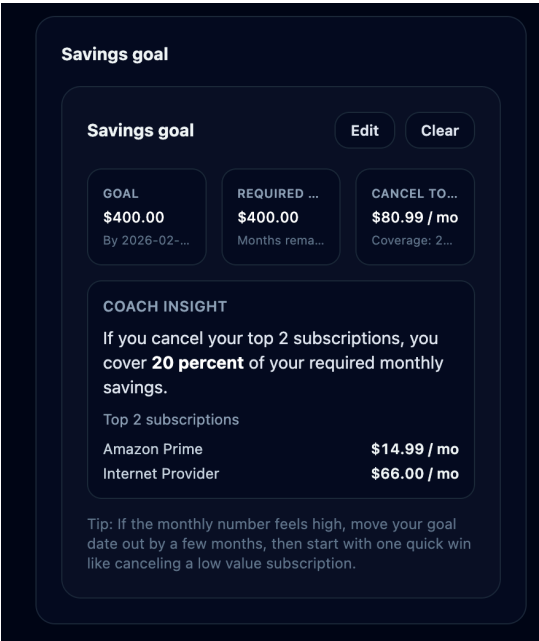 Savings goal
Savings goal
Edit
Clear
GOAL
$400.00
By 2026-02-...
REQUIRED ...
$400.00
Months rema...
CANCEL TO...
$80.99 / mo
Coverage: 2...
COACH INSIGHT
If you cancel your top 2 subscriptions, you
cover 20 percent of your required monthly
savings.
Top 2 subscriptions
Amazon Prime $14.99 / mo
Internet Provider $66.00 / mo
Tip: If the monthly number feels high, move your goal
date out by a few months, then start with one quick win
like canceling a low value subscription.